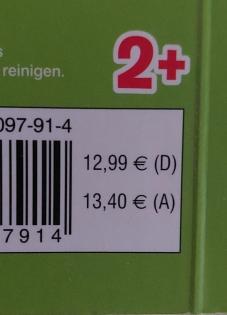 reinigen.
2+
097-91-4
12,99 € (D)
13,40 € (A)
7914